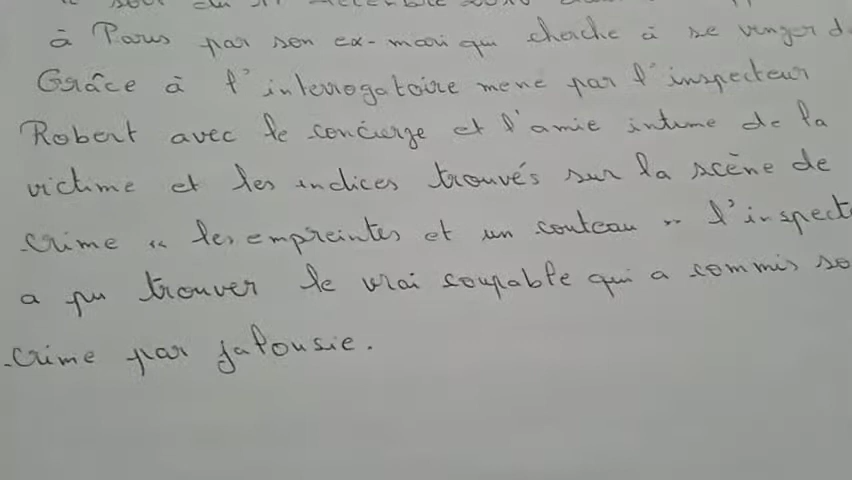 à Paris par son ex-mari qui cherche à se venger d
Grâce à l'interrogatoire mené par l'inspecteur
Robert avec le concierge et l'amie intime de la
victime et les indices trouvés sur la scène de
crime " les empreintes et un couteau " l'inspect
a pu trouver le vrai coupable qui a commis so
crime par jalousie.